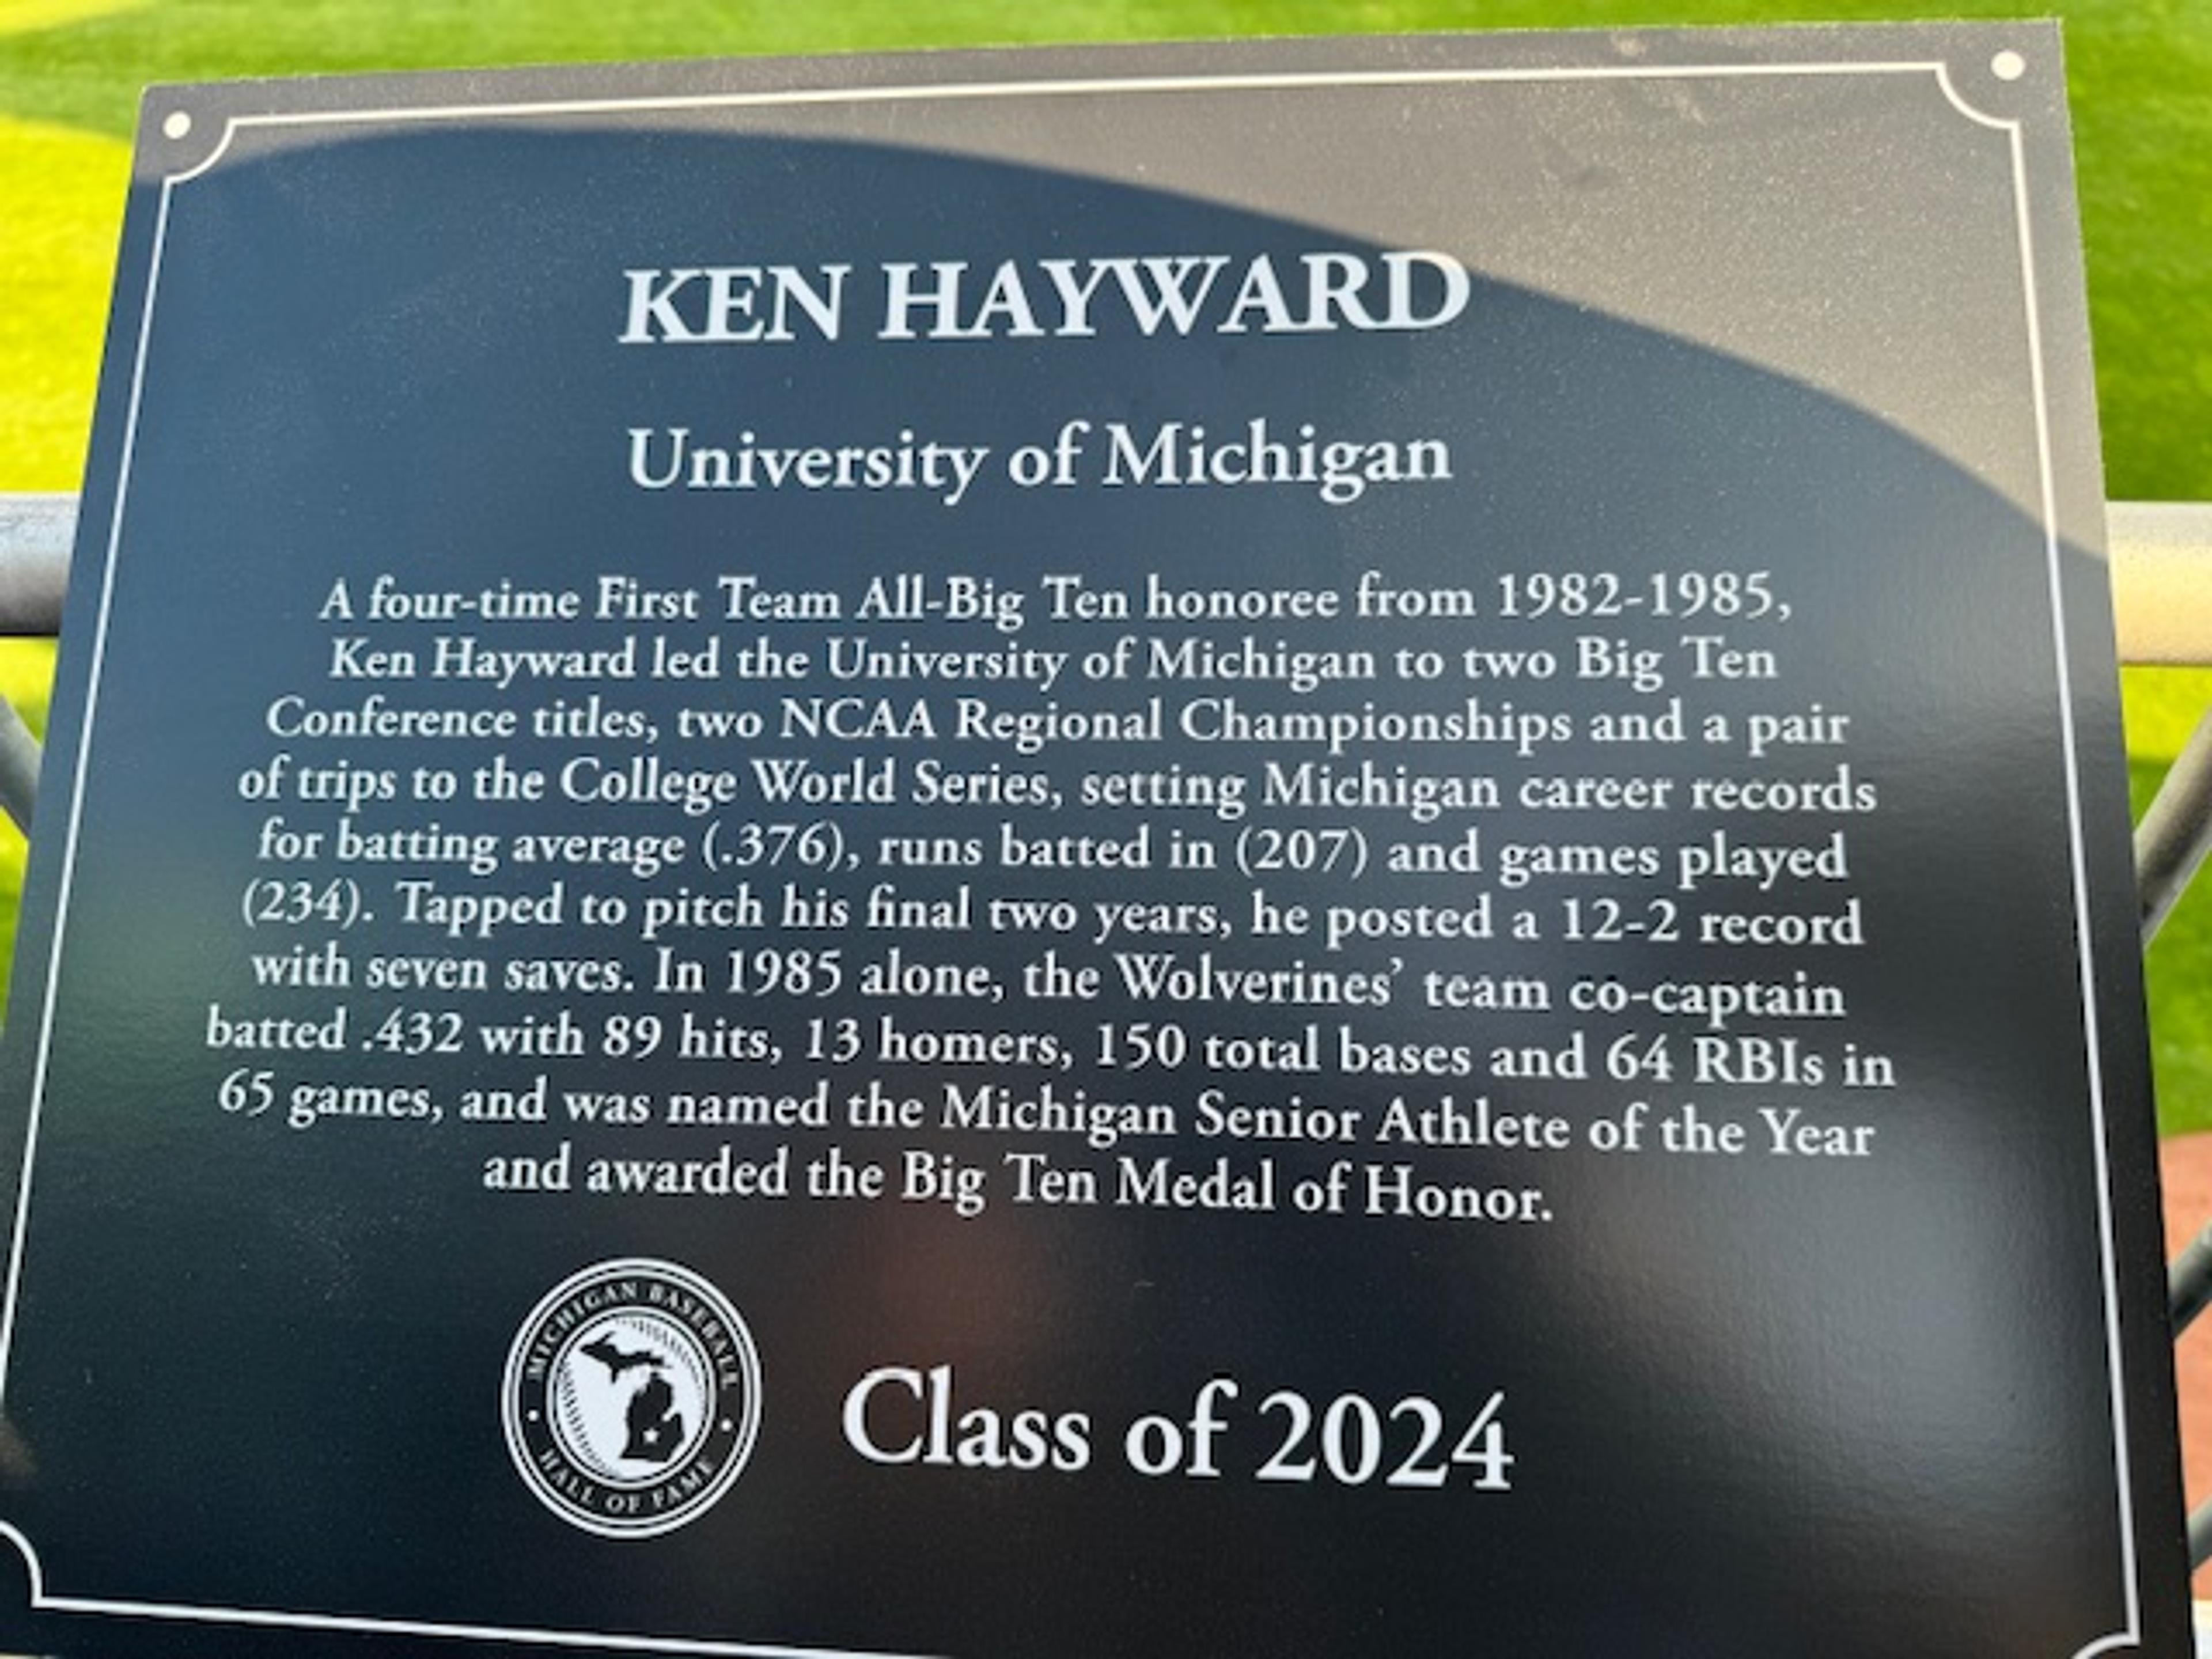 KEN HAYWARD
University of Michigan
A four-time First Team All-Big Ten honoree from 1982-1985,
Ken Hayward led the University of Michigan to two Big Ten
Conference titles, two NCAA Regional Championships and a pair
of trips to the College World Series, setting Michigan career records
for batting average (.376), runs batted in (207) and games played
(234). Tapped to pitch his final two years, he posted a 12-2 record
with seven saves. In 1985 alone, the Wolverines’ team co-captain
batted .432 with 89 hits, 13 homers, 150 total bases and 64 RBIs in
65 games, and was named the Michigan Senior Athlete of the Year
and awarded the Big Ten Medal of Honor.
MICHIGAN BASEBALL
HALL OF FAME
Class of 2024